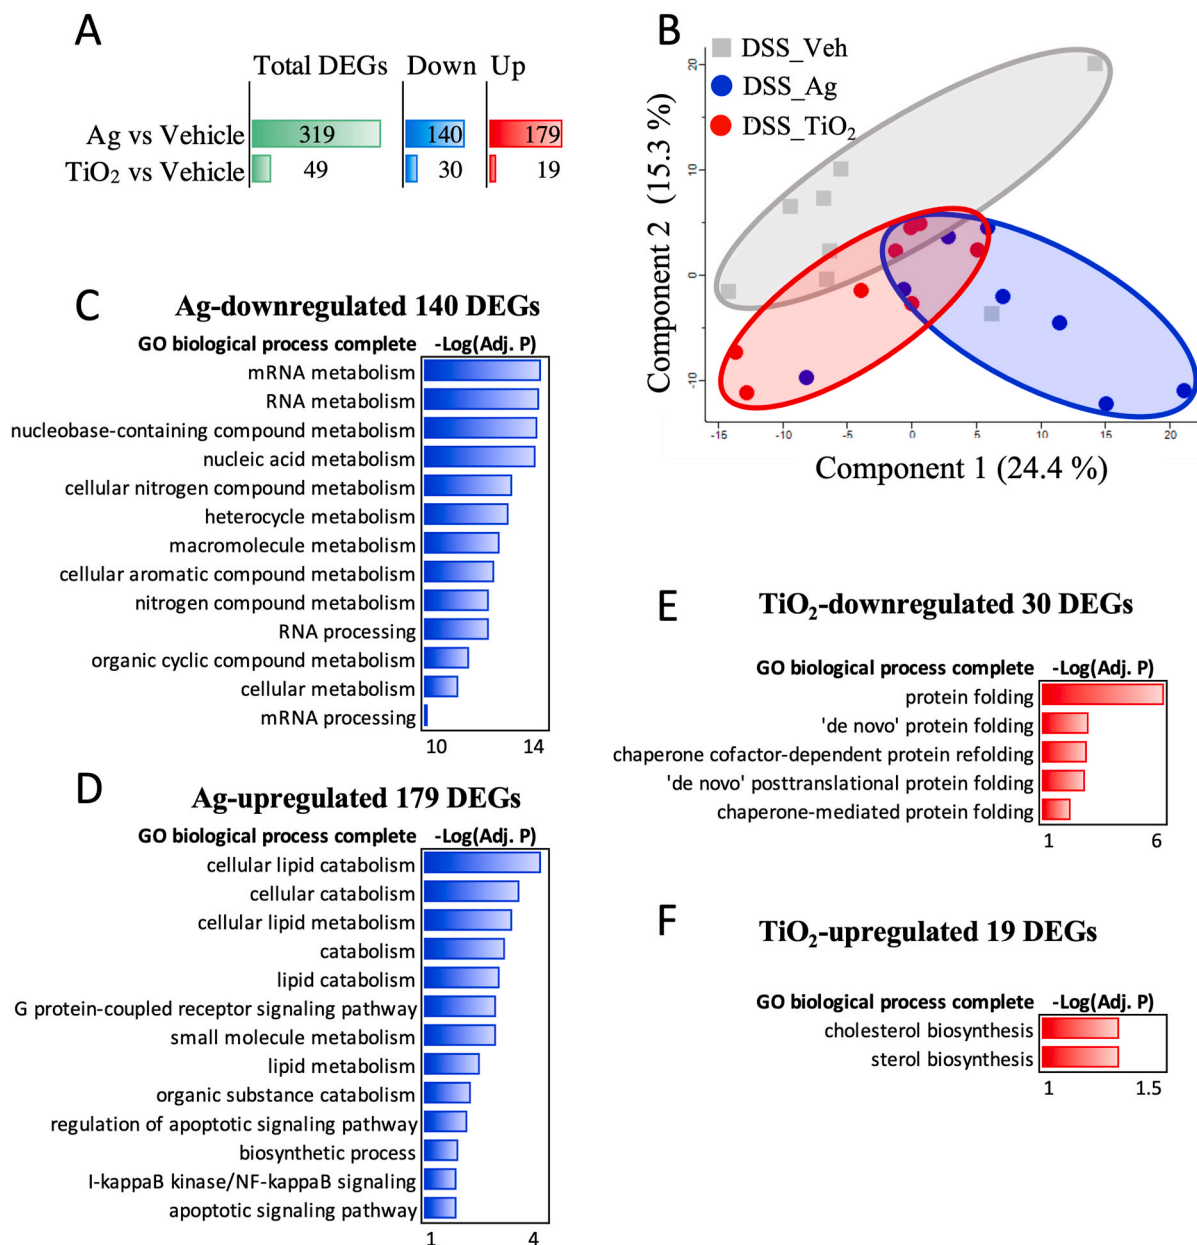 A
Total DEGs Down Up
Ag vs Vehicle 319 140 179
TiO₂ vs Vehicle 49 30 19
B
DSS_Veh
DSS_Ag
DSS_TiO₂
Component 2 (15.3 %)
20
10
0
-10
-15 -10 -5 0 5 10 15 20
Component 1 (24.4 %)
C
Ag-downregulated 140 DEGs
GO biological process complete -Log(Adj. P)
mRNA metabolism
RNA metabolism
nucleobase-containing compound metabolism
nucleic acid metabolism
cellular nitrogen compound metabolism
heterocycle metabolism
macromolecule metabolism
cellular aromatic compound metabolism
nitrogen compound metabolism
RNA processing
organic cyclic compound metabolism
cellular metabolism
mRNA processing
10 14
D
Ag-upregulated 179 DEGs
GO biological process complete -Log(Adj. P)
cellular lipid catabolism
cellular catabolism
cellular lipid metabolism
catabolism
lipid catabolism
G protein-coupled receptor signaling pathway
small molecule metabolism
lipid metabolism
organic substance catabolism
regulation of apoptotic signaling pathway
biosynthetic process
I-kappaB kinase/NF-kappaB signaling
apoptotic signaling pathway
1 4
E
TiO₂-downregulated 30 DEGs
GO biological process complete -Log(Adj. P)
protein folding
'de novo' protein folding
chaperone cofactor-dependent protein refolding
'de novo' posttranslational protein folding
chaperone-mediated protein folding
1 6
F
TiO₂-upregulated 19 DEGs
GO biological process complete -Log(Adj. P)
cholesterol biosynthesis
sterol biosynthesis
1 1.5